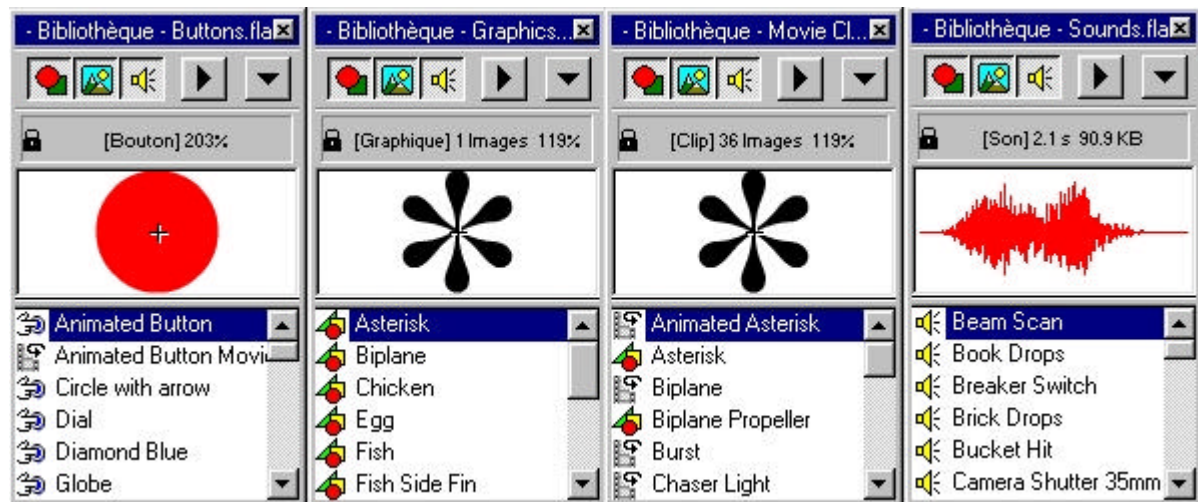 - Bibliothèque - Buttons.fla
[Bouton] 203%
Animated Button
Animated Button Movie
Circle with arrow
Dial
Diamond Blue
Globe
- Bibliothèque - Graphics...
[Graphique] 1 Images 119%
Asterisk
Biplane
Chicken
Egg
Fish
Fish Side Fin
- Bibliothèque - Movie Cl...
[Clip] 36 Images 119%
Animated Asterisk
Asterisk
Biplane
Biplane Propeller
Burst
Chaser Light
- Bibliothèque - Sounds.fla
[Son] 2.1 s 90.9 KB
Beam Scan
Book Drops
Breaker Switch
Brick Drops
Bucket Hit
Camera Shutter 35mm